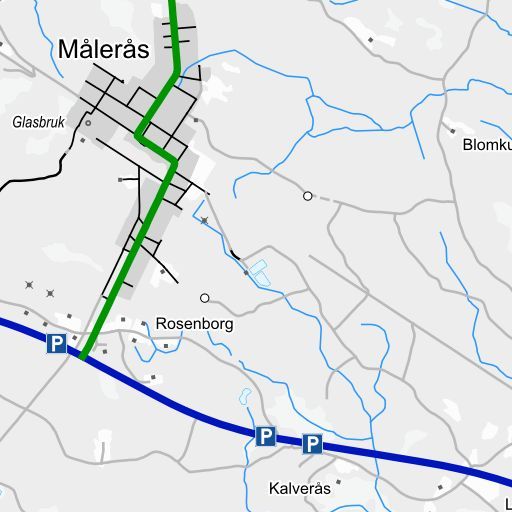 Målerås
Glasbruk
Blomku
Rosenborg
P
P
P
Kalverås
L